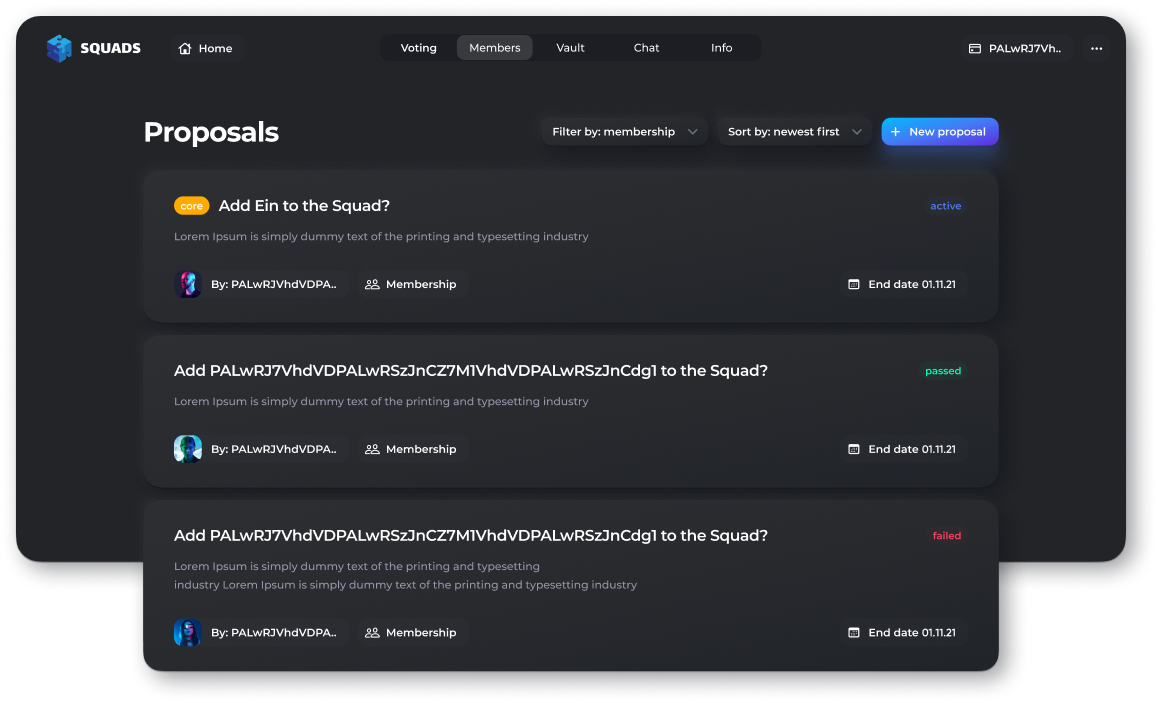 SQUADS
Home
Voting
Members
Vault
Chat
Info
PALwRJ7Vh..
Proposals
Filter by: membership
Sort by: newest first
+ New proposal
core
Add Ein to the Squad?
active
Lorem Ipsum is simply dummy text of the printing and typesetting industry
By: PALwRJVhdVDPA..
Membership
End date 01.11.21
Add PALwRJ7VhdVDPALwRSzJnCZ7M1VhdVDPALwRSzJnCdg1 to the Squad?
passed
Lorem Ipsum is simply dummy text of the printing and typesetting industry
By: PALwRJVhdVDPA..
Membership
End date 01.11.21
Add PALwRJ7VhdVDPALwRSzJnCZ7M1VhdVDPALwRSzJnCdg1 to the Squad?
failed
Lorem Ipsum is simply dummy text of the printing and typesetting
industry Lorem Ipsum is simply dummy text of the printing and typesetting industry
By: PALwRJVhdVDPA..
Membership
End date 01.11.21